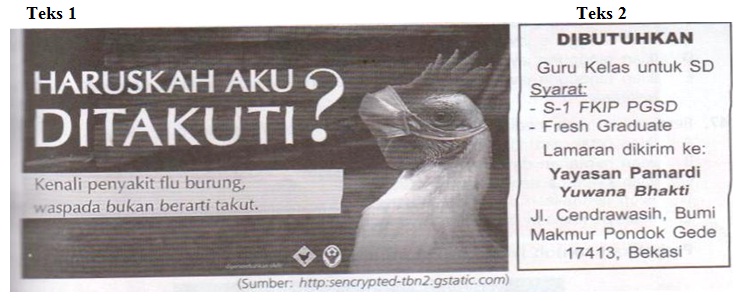 Teks 1
HARUSKAH AKU
DITAKUTI?
Kenali penyakit flu burung,
waspada bukan berarti takut.
(Sumber: http:sencrypted-tbn2.gstatic.com)
Teks 2
DIBUTUHKAN
Guru Kelas untuk SD
Syarat:
- S-1 FKIP PGSD
- Fresh Graduate
Lamaran dikirim ke:
Yayasan Pamardi
Yuwana Bhakti
Jl. Cendrawasih, Bumi
Makmur Pondok Gede
17413, Bekasi